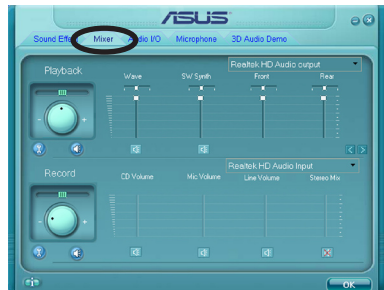 ASUS
Sound Effect Mixer Audio I/O Microphone 3D Audio Demo
Realtek HD Audio output
Playback
Wave SW Synth Front Rear
Realtek HD Audio Input
Record
CD Volume Mic Volume Line Volume Stereo Mix
OK